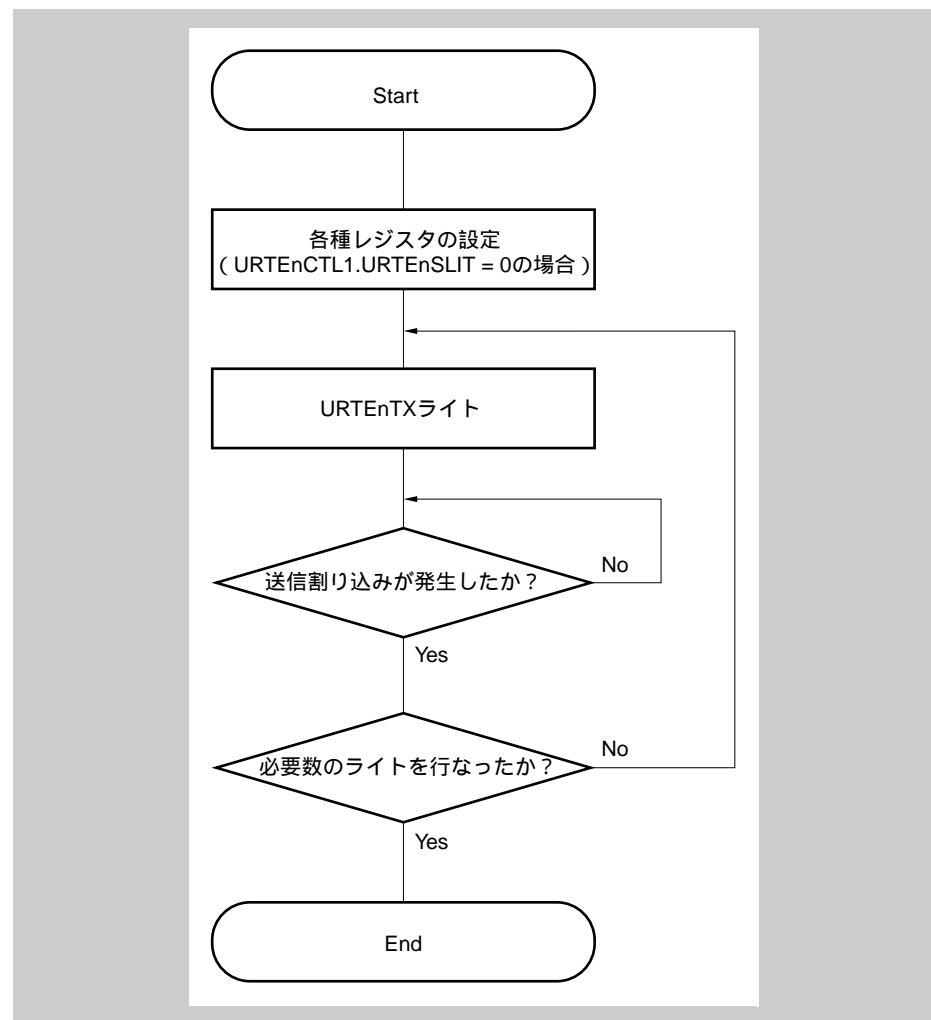 Start
各種レジスタの設定
（URTEnCTL1.URTEnSLIT = 0の場合）
URTEnTXライト
送信割り込みが発生したか？
No
Yes
必要数のライトを行なったか？
No
Yes
End